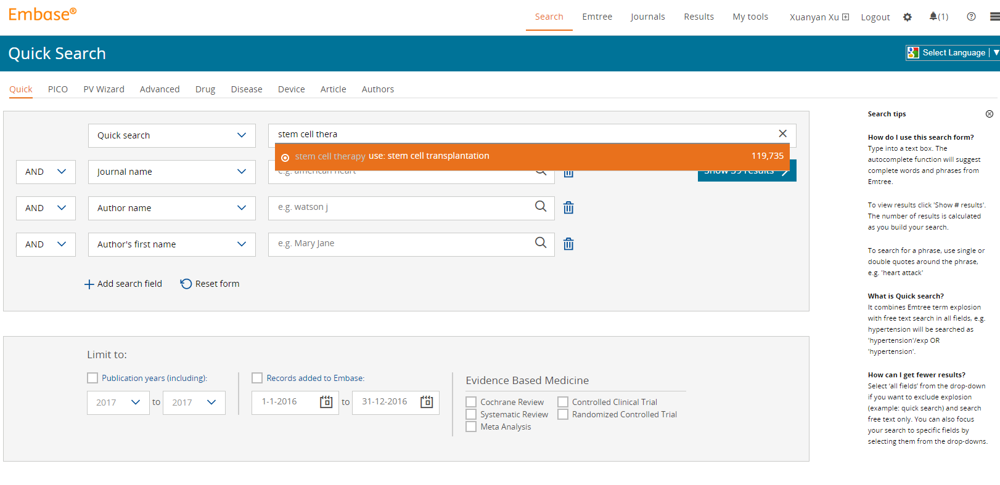 Embase®
Search Emtree Journals Results My tools Xuanyan Xu Logout (1)
Quick Search
Select Language
Quick PICO PV Wizard Advanced Drug Disease Device Article Authors
Quick search stem cell thera
stem cell therapy use: stem cell transplantation 119,735
AND Journal name e.g. american heart Show 39 results
AND Author name e.g. watson j
AND Author's first name e.g. Mary Jane
Add search field Reset form
Limit to:
Publication years (including):
2017 to 2017
Records added to Embase:
1-1-2016 to 31-12-2016
Evidence Based Medicine
Cochrane Review Controlled Clinical Trial
Systematic Review Randomized Controlled Trial
Meta Analysis
Search tips
How do I use this search form?
Type into a text box. The
autocomplete function will suggest
complete words and phrases from
Emtree.
To view results click 'Show # results'.
The number of results is calculated
as you build your search.
To search for a phrase, use single or
double quotes around the phrase,
e.g. 'heart attack'
What is Quick search?
It combines Emtree term explosion
with free text search in all fields, e.g.
hypertension will be searched as
'hypertension'/exp OR
'hypertension'.
How can I get fewer results?
Select ‘all fields’ from the drop-down
if you want to exclude explosion
(example: quick search) and search
free text only. You can also focus
your search to specific fields by
selecting them from the drop-downs.